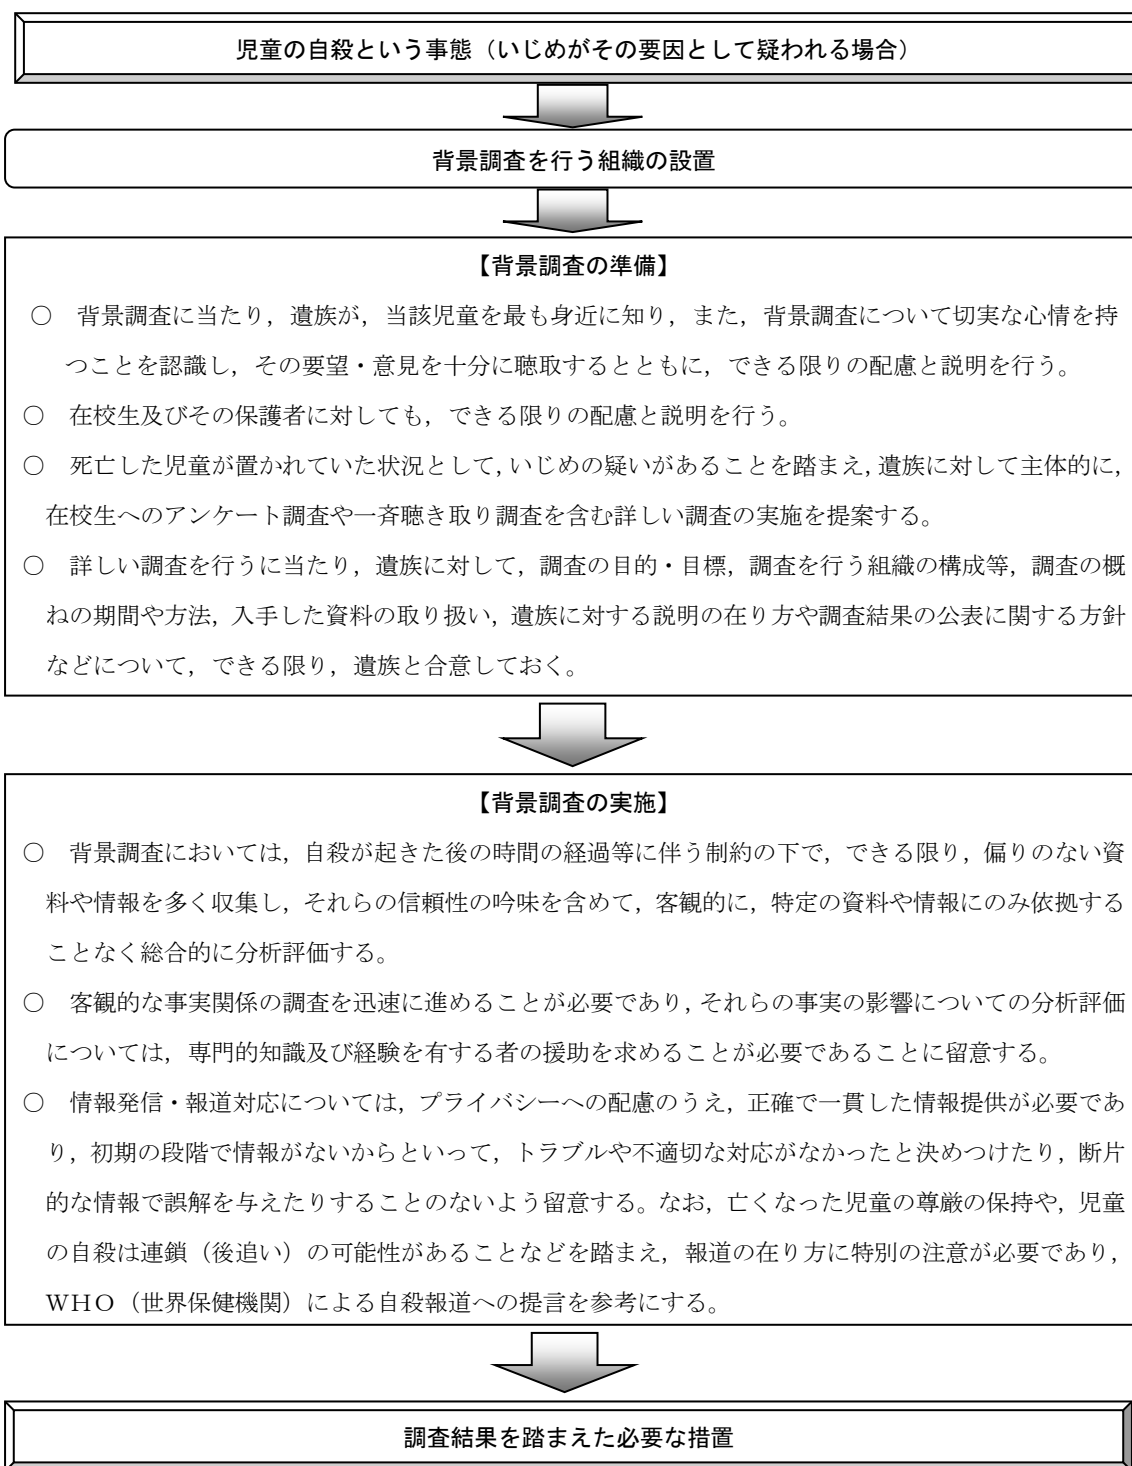 児童の自殺という事態（いじめがその要因として疑われる場合）
背景調査を行う組織の設置
【背景調査の準備】
○　背景調査に当たり，遺族が，当該児童を最も身近に知り，また，背景調査について切実な心情を持
つことを認識し，その要望・意見を十分に聴取するとともに，できる限りの配慮と説明を行う。
○　在校生及びその保護者に対しても，できる限りの配慮と説明を行う。
○　死亡した児童が置かれていた状況として，いじめの疑いがあることを踏まえ，遺族に対して主体的に，
在校生へのアンケート調査や一斉聴き取り調査を含む詳しい調査の実施を提案する。
○　詳しい調査を行うに当たり，遺族に対して，調査の目的・目標，調査を行う組織の構成等，調査の概
ねの期間や方法，入手した資料の取り扱い，遺族に対する説明の在り方や調査結果の公表に関する方針
などについて，できる限り，遺族と合意しておく。
【背景調査の実施】
○　背景調査においては，自殺が起きた後の時間の経過等に伴う制約の下で，できる限り，偏りのない資
料や情報を多く収集し，それらの信頼性の吟味を含めて，客観的に，特定の資料や情報にのみ依拠する
ことなく総合的に分析評価する。
○　客観的な事実関係の調査を迅速に進めることが必要であり，それらの事実の影響についての分析評価
については，専門的知識及び経験を有する者の援助を求めることが必要であることに留意する。
○　情報発信・報道対応については，プライバシーへの配慮のうえ，正確で一貫した情報提供が必要であ
り，初期の段階で情報がないからといって，トラブルや不適切な対応がなかったと決めつけたり，断片
的な情報で誤解を与えたりすることのないよう留意する。なお，亡くなった児童の尊厳の保持や，児童
の自殺は連鎖（後追い）の可能性があることなどを踏まえ，報道の在り方に特別の注意が必要であり，
ＷＨＯ（世界保健機関）による自殺報道への提言を参考にする。
調査結果を踏まえた必要な措置